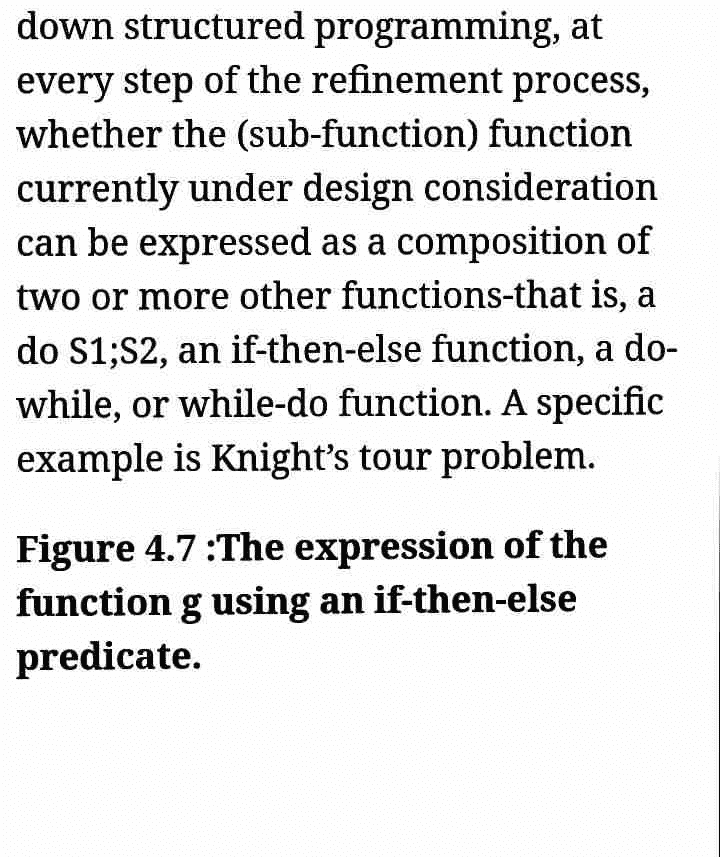 down structured programming, at
every step of the refinement process,
whether the (sub-function) function
currently under design consideration
can be expressed as a composition of
two or more other functions-that is, a
do S1;S2, an if-then-else function, a do-
while, or while-do function. A specific
example is Knight’s tour problem.
Figure 4.7 :The expression of the
function g using an if-then-else
predicate.